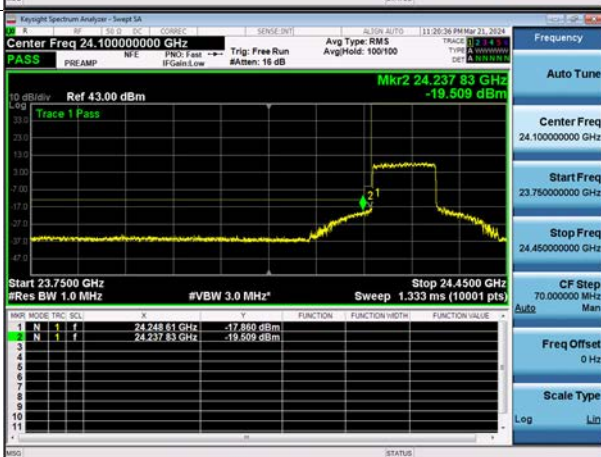 Keysight Spectrum Analyzer - Swept SA
R RF 50 Ω DC CORREC SENSE:INT ALIGN AUTO 11:20:36 PM Mar 21, 2024
Center Freq 24.100000000 GHz
NFE
PNO: Fast
IFGain:Low
Trig: Free Run
#Atten: 16 dB
Avg Type: RMS
Avg|Hold: 100/100
TRACE 1 2 3 4 5 6
TYPE A WWWWW
DET A N N N N N
PASS
PREAMP
Mkr2 24.237 83 GHz
-19.509 dBm
10 dB/div Ref 43.00 dBm
Log
Trace 1 Pass
33.0
23.0
13.0
3.00
-7.00
-17.0
-27.0
-37.0
-47.0
2 1
Start 23.7500 GHz Stop 24.4500 GHz
#Res BW 1.0 MHz #VBW 3.0 MHz* Sweep 1.333 ms (10001 pts)
MKR MODE TRC SCL X Y FUNCTION FUNCTION WIDTH FUNCTION VALUE
1 N 1 f 24.248 61 GHz -17.860 dBm
2 N 1 f 24.237 83 GHz -19.509 dBm
3
4
5
6
7
8
9
10
11
MSG STATUS
Frequency
Auto Tune
Center Freq
24.100000000 GHz
Start Freq
23.750000000 GHz
Stop Freq
24.450000000 GHz
CF Step
70.000000 MHz
Auto Man
Freq Offset
0 Hz
Scale Type
Log Lin